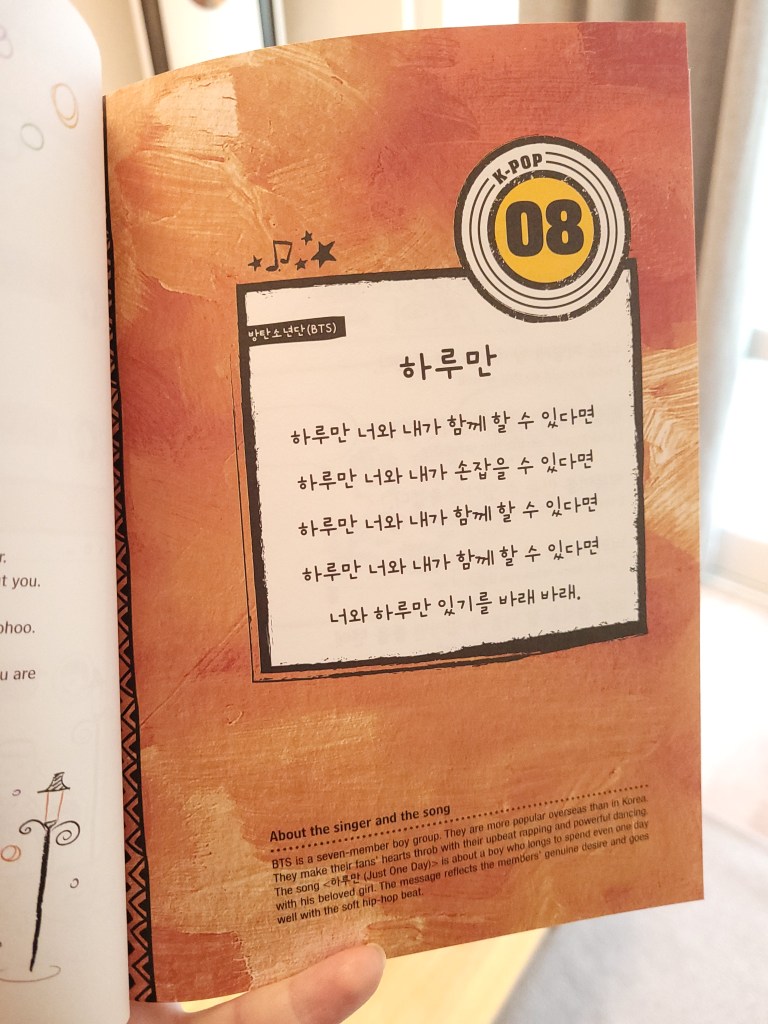 r.
t you.
ohoo.
u are
K-POP
08
방탄소년단(BTS)
하루만
하루만 너와 내가 함께 할 수 있다면
하루만 너와 내가 손잡을 수 있다면
하루만 너와 내가 함께 할 수 있다면
하루만 너와 내가 함께 할 수 있다면
너와 하루만 있기를 바래 바래.
About the singer and the song
BTS is a seven-member boy group. They are more popular overseas than in Korea.
They make their fans' hearts throb with their upbeat rapping and powerful dancing.
The song <하루만 (Just One Day)> is about a boy who longs to spend even one day
with his beloved girl. The message reflects the members' genuine desire and goes
well with the soft hip-hop beat.